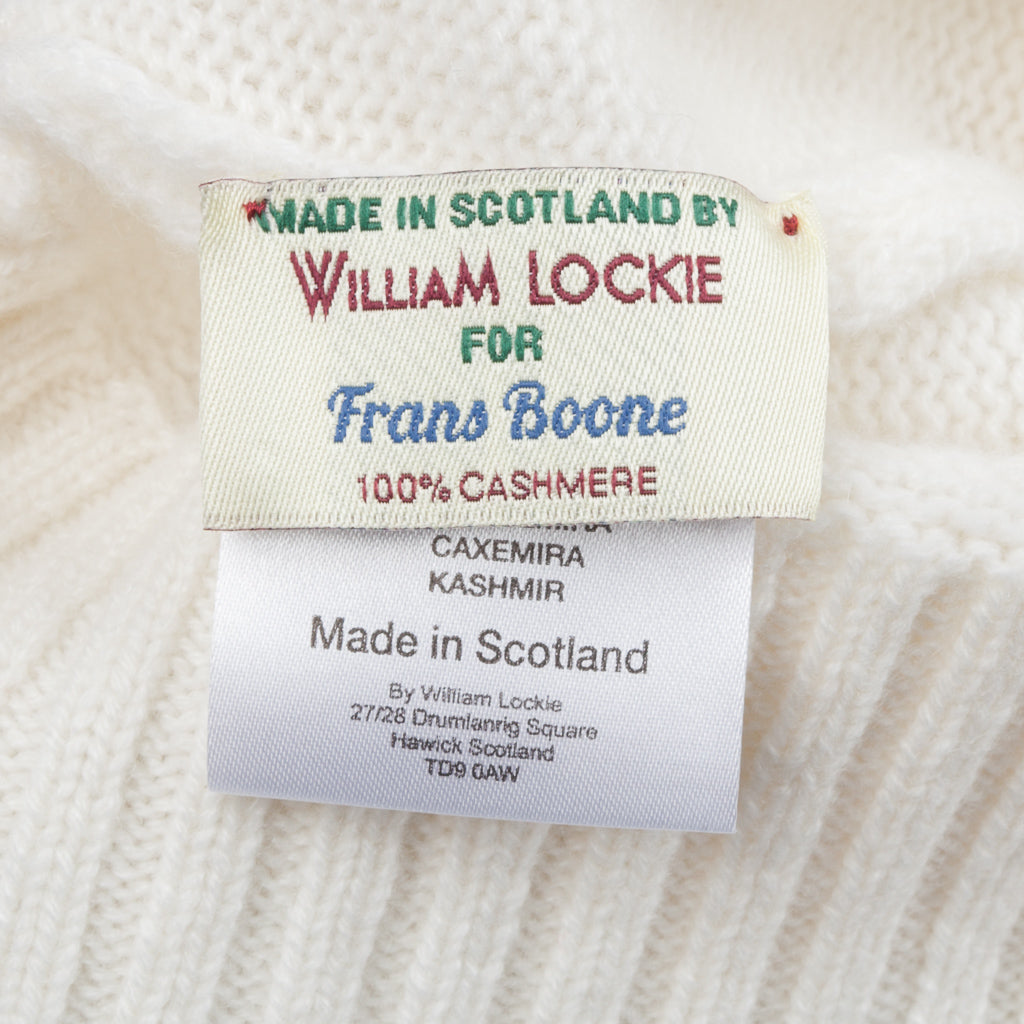 MADE IN SCOTLAND BY
WILLIAM LOCKIE
FOR
Frans Boone
100% CASHMERE
CAXEMIRA
KASHMIR
Made in Scotland
By William Lockie
27/28 Drumlanrig Square
Hawick Scotland
TD9 0AW